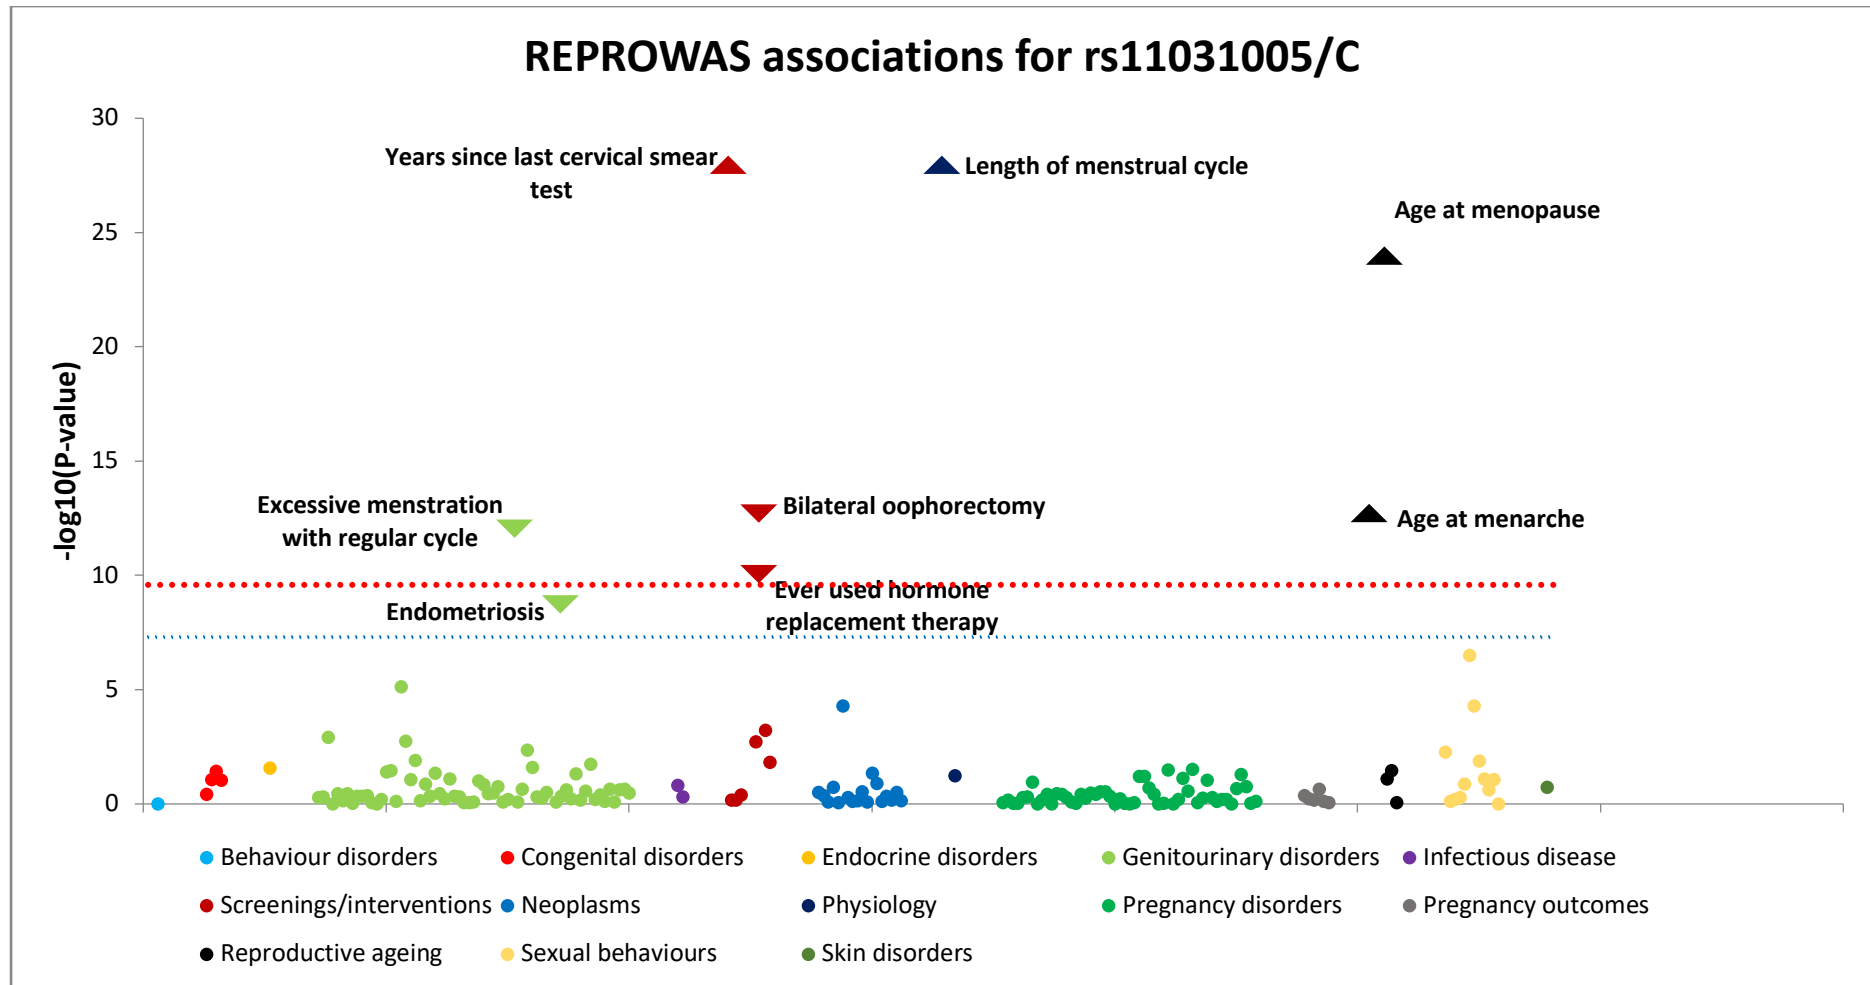 REPROWAS associations for rs11031005/C
30
25
20
15
10
5
0
-log10(P-value)
Years since last cervical smear
test
Length of menstrual cycle
Age at menopause
Excessive menstration
with regular cycle
Bilateral oophorectomy
Age at menarche
Endometriosis
Ever used hormone
replacement therapy
Behaviour disorders
Congenital disorders
Endocrine disorders
Genitourinary disorders
Infectious disease
Screenings/interventions
Neoplasms
Physiology
Pregnancy disorders
Pregnancy outcomes
Reproductive ageing
Sexual behaviours
Skin disorders